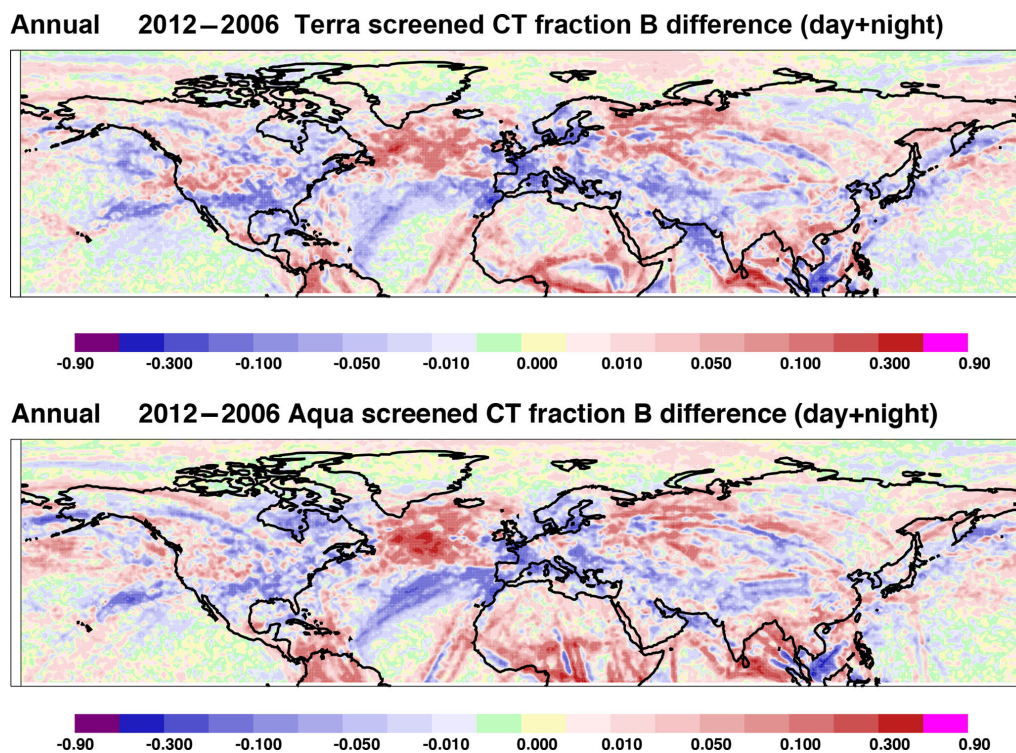 Annual 2012−2006 Terra screened CT fraction B difference (day+night)
-0.90 -0.300 -0.100 -0.050 -0.010 0.000 0.010 0.050 0.100 0.300 0.90
Annual 2012−2006 Aqua screened CT fraction B difference (day+night)
-0.90 -0.300 -0.100 -0.050 -0.010 0.000 0.010 0.050 0.100 0.300 0.90